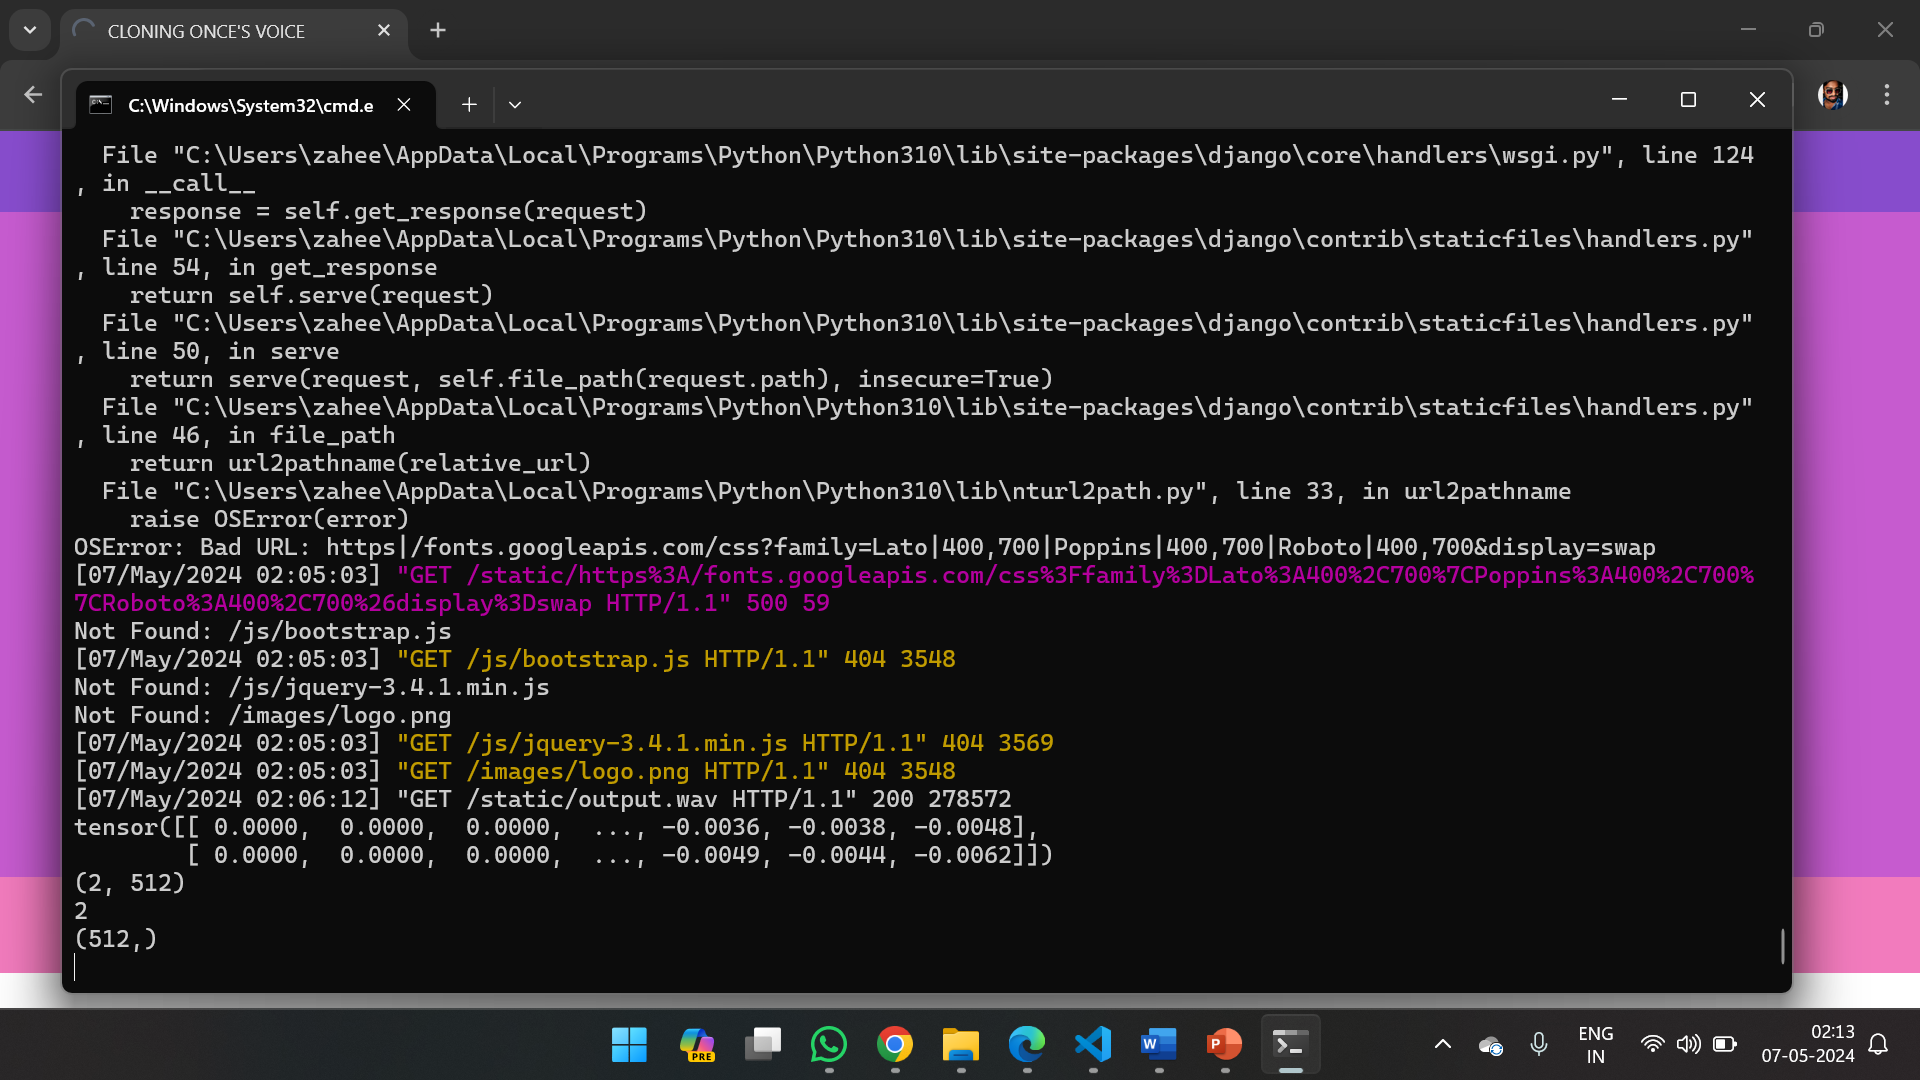 CLONING ONCE'S VOICE
C:\Windows\System32\cmd.e
File "C:\Users\zahee\AppData\Local\Programs\Python\Python310\lib\site-packages\django\core\handlers\wsgi.py", line 124
, in __call__
response = self.get_response(request)
File "C:\Users\zahee\AppData\Local\Programs\Python\Python310\lib\site-packages\django\contrib\staticfiles\handlers.py"
, line 54, in get_response
return self.serve(request)
File "C:\Users\zahee\AppData\Local\Programs\Python\Python310\lib\site-packages\django\contrib\staticfiles\handlers.py"
, line 50, in serve
return serve(request, self.file_path(request.path), insecure=True)
File "C:\Users\zahee\AppData\Local\Programs\Python\Python310\lib\site-packages\django\contrib\staticfiles\handlers.py"
, line 46, in file_path
return url2pathname(relative_url)
File "C:\Users\zahee\AppData\Local\Programs\Python\Python310\lib\nturl2path.py", line 33, in url2pathname
raise OSError(error)
OSError: Bad URL: https|/fonts.googleapis.com/css?family=Lato|400,700|Poppins|400,700|Roboto|400,700&display=swap
[07/May/2024 02:05:03] "GET /static/https%3A/fonts.googleapis.com/css%3Ffamily%3DLato%3A400%2C700%7CPoppins%3A400%2C700%
7CRoboto%3A400%2C700%26display%3Dswap HTTP/1.1" 500 59
Not Found: /js/bootstrap.js
[07/May/2024 02:05:03] "GET /js/bootstrap.js HTTP/1.1" 404 3548
Not Found: /js/jquery-3.4.1.min.js
Not Found: /images/logo.png
[07/May/2024 02:05:03] "GET /js/jquery-3.4.1.min.js HTTP/1.1" 404 3569
[07/May/2024 02:05:03] "GET /images/logo.png HTTP/1.1" 404 3548
[07/May/2024 02:06:12] "GET /static/output.wav HTTP/1.1" 200 278572
tensor([[ 0.0000,  0.0000,  0.0000,  ..., -0.0036, -0.0038, -0.0048],
[ 0.0000,  0.0000,  0.0000,  ..., -0.0049, -0.0044, -0.0062]])
(2, 512)
2
(512,)
PRE
W
P
ENG
IN
02:13
07-05-2024